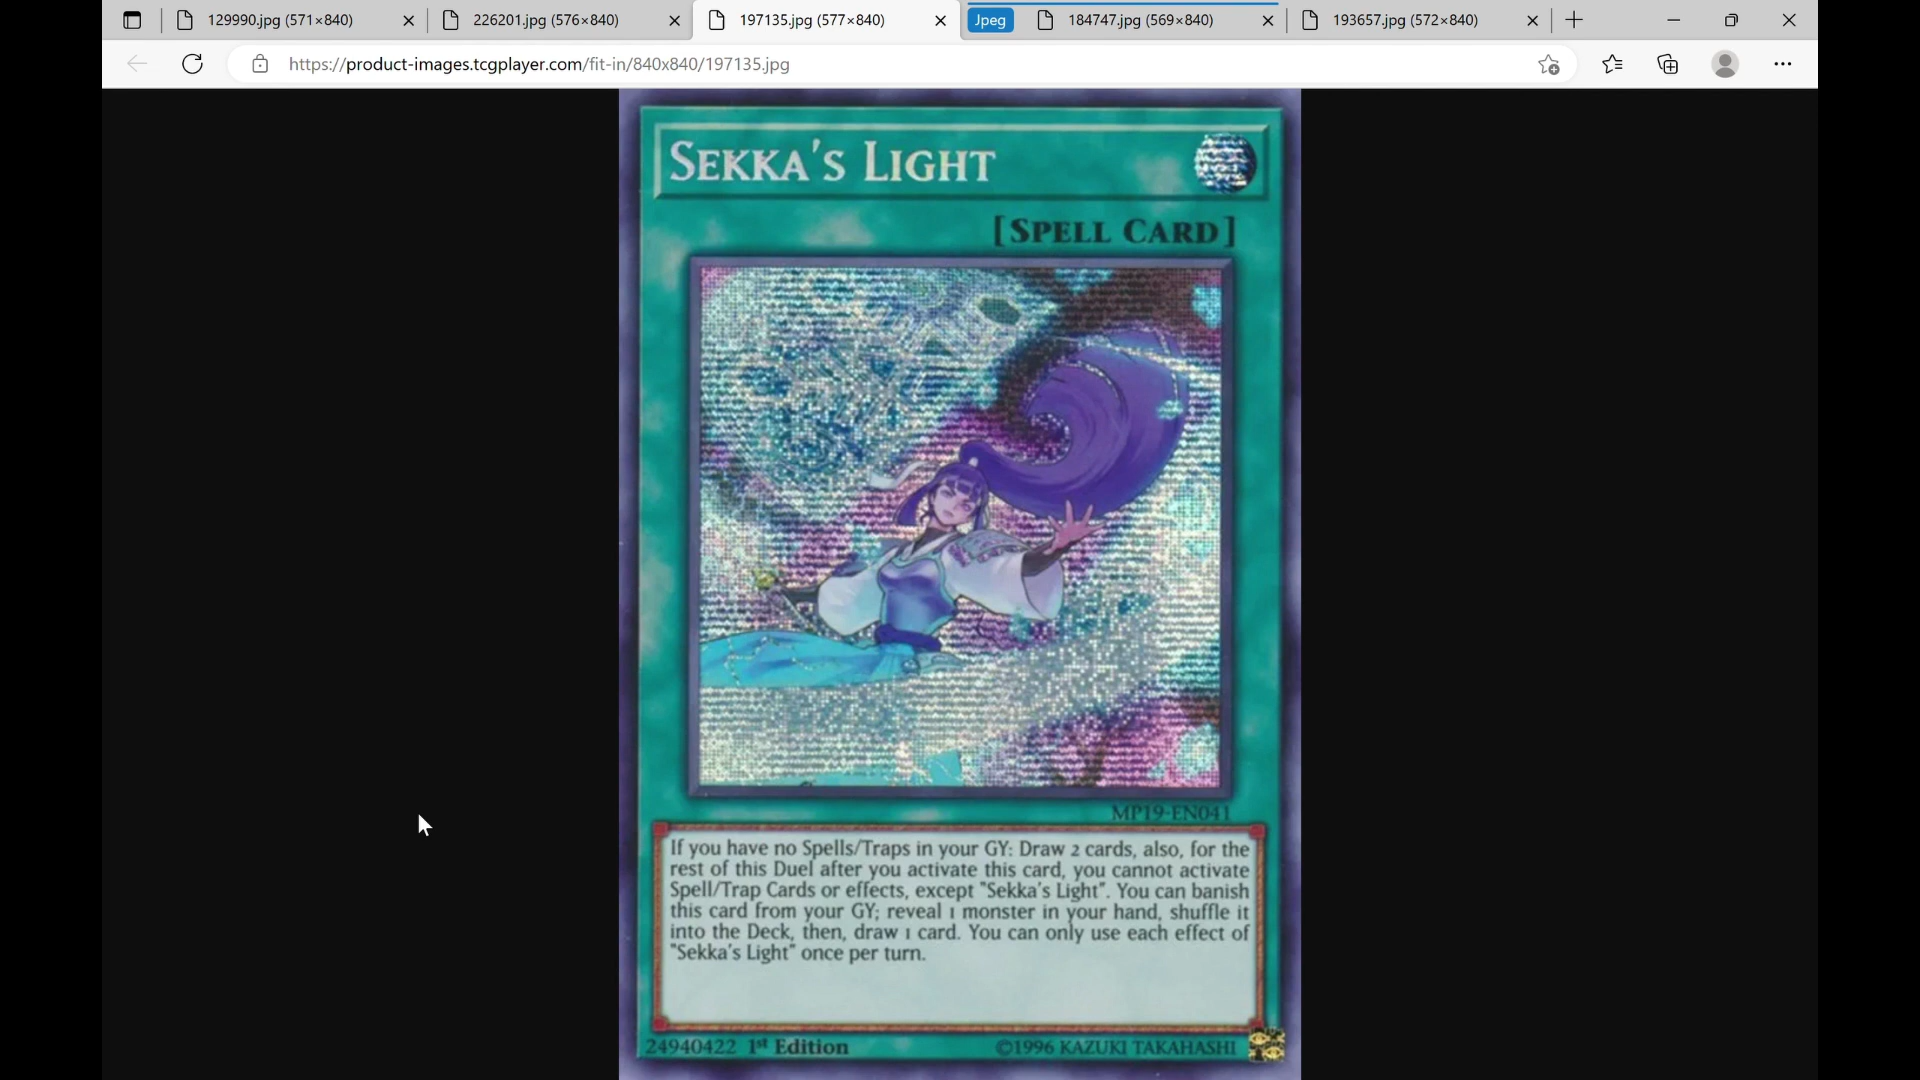 129990.jpg (571×840)
226201.jpg (576×840)
197135.jpg (577×840)
Jpeg
184747.jpg (569×840)
193657.jpg (572×840)
https://product-images.tcgplayer.com/fit-in/840x840/197135.jpg
SEKKA'S LIGHT
[SPELL CARD]
MP19-EN041
If you have no Spells/Traps in your GY: Draw 2 cards, also, for the
rest of this Duel after you activate this card, you cannot activate
Spell/Trap Cards or effects, except "Sekka's Light". You can banish
this card from your GY; reveal 1 monster in your hand, shuffle it
into the Deck, then, draw 1 card. You can only use each effect of
"Sekka's Light" once per turn.
24940422 1st Edition
©1996 KAZUKI TAKAHASHI